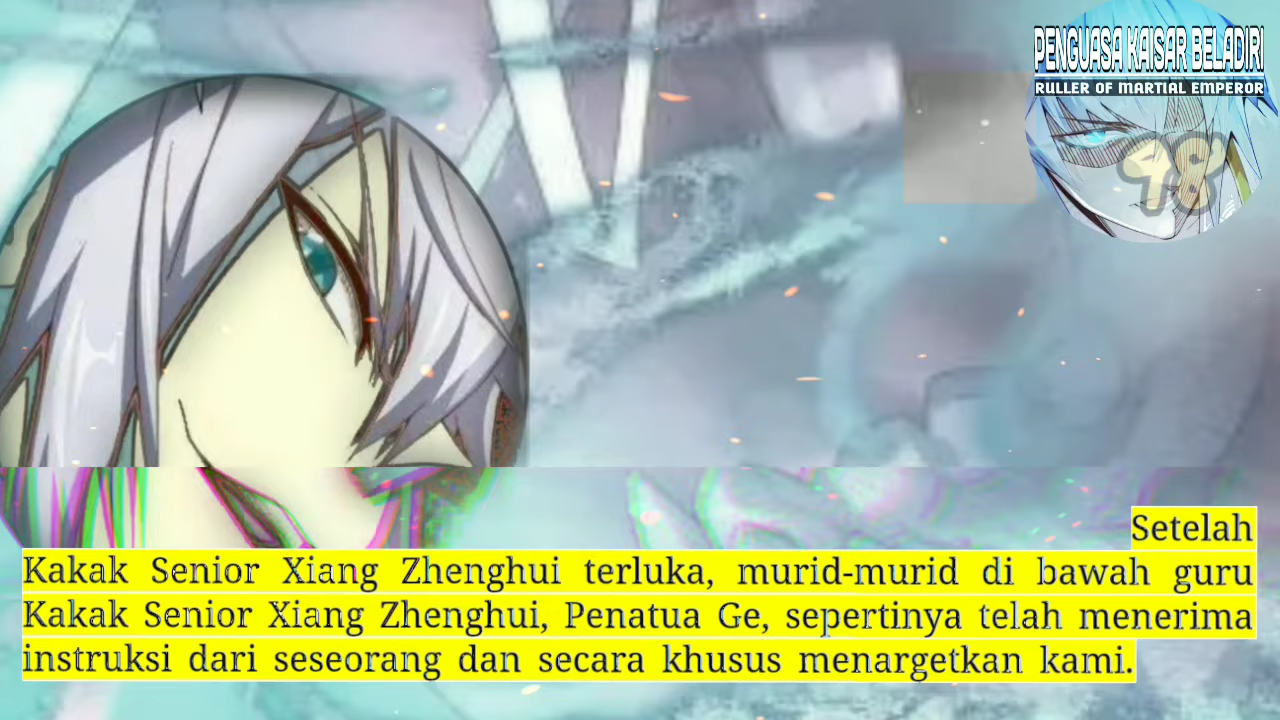 PENGUASA KAISAR BELADIRI
RULLER OF MARTIAL EMPEROR
Setelah
Kakak Senior Xiang Zhenghui terluka, murid-murid di bawah guru
Kakak Senior Xiang Zhenghui, Penatua Ge, sepertinya telah menerima
instruksi dari seseorang dan secara khusus menargetkan kami.